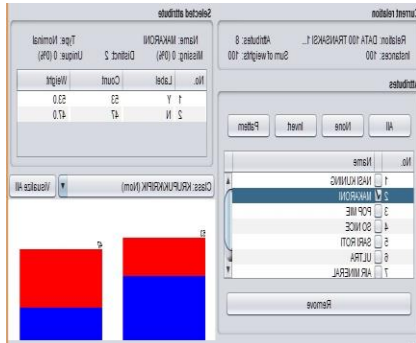 Current relation
Relation: DATA 100 TRANSAKSI 1...
Attributes: 8
Instances: 100
Sum of weights: 100
Attributes
All
None
Invert
Pattern
No.
Name
1 NASI KUNING
2 MAKARONI
3 POP MIE
4 SO NICE
5 SARI ROTI
6 ULTRA
7 AIR MINERAL
Remove
Selected attribute
Name: MAKARONI
Type: Nominal
Missing: 0 (0%)
Distinct: 2
Unique: 0 (0%)
No. Label Count Weight
1 Y 53 53.0
2 N 47 47.0
Class: KRUPUK/KRIPIK (Nom)
Visualize All
53
47